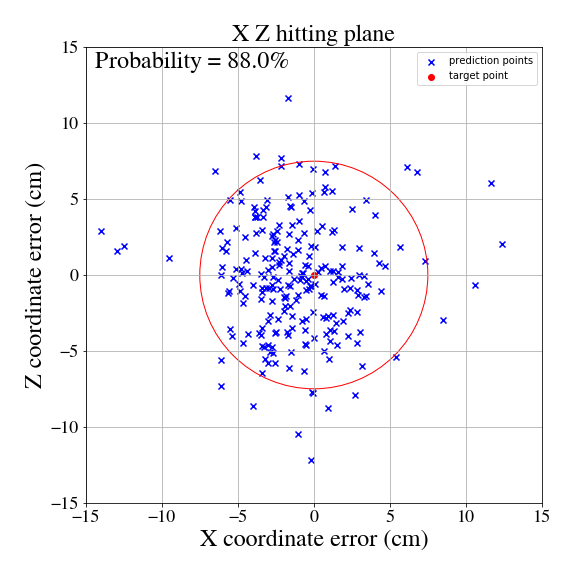 X Z hitting plane
Probability = 88.0%
prediction points
target point
15
10
5
0
−5
−10
−15
−15
−10
−5
0
5
10
15
Z coordinate error (cm)
X coordinate error (cm)